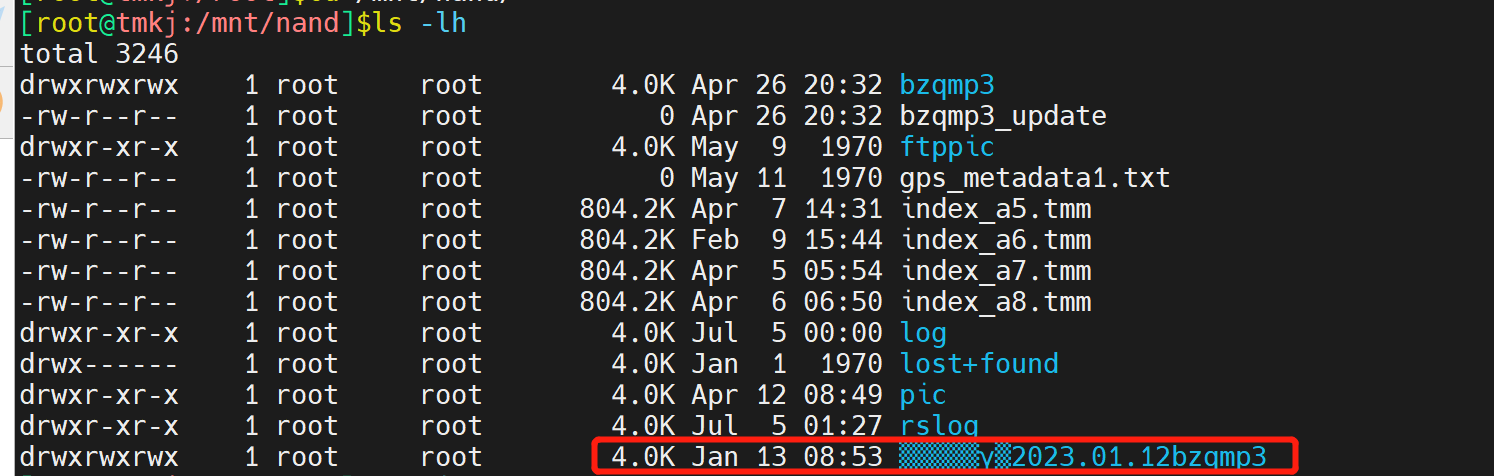 [root@tmkj:/mnt/nand]$ls -lh
total 3246
drwxrwxrwx 1 root root 4.0K Apr 26 20:32 bzqmp3
-rw-r--r-- 1 root root 0 Apr 26 20:32 bzqmp3_update
drwxr-xr-x 1 root root 4.0K May 9 1970 ftppic
-rw-r--r-- 1 root root 0 May 11 1970 gps_metadata1.txt
-rw-r--r-- 1 root root 804.2K Apr 7 14:31 index_a5.tmm
-rw-r--r-- 1 root root 804.2K Feb 9 15:44 index_a6.tmm
-rw-r--r-- 1 root root 804.2K Apr 5 05:54 index_a7.tmm
-rw-r--r-- 1 root root 804.2K Apr 6 06:50 index_a8.tmm
drwxr-xr-x 1 root root 4.0K Jul 5 00:00 log
drwx------ 1 root root 4.0K Jan 1 1970 lost+found
drwxr-xr-x 1 root root 4.0K Apr 12 08:49 pic
drwxr-xr-x 1 root root 4.0K Jul 5 01:27 rslog
drwxrwxrwx 1 root root 4.0K Jan 13 08:53 ▒▒▒▒▒γ▒2023.01.12bzqmp3